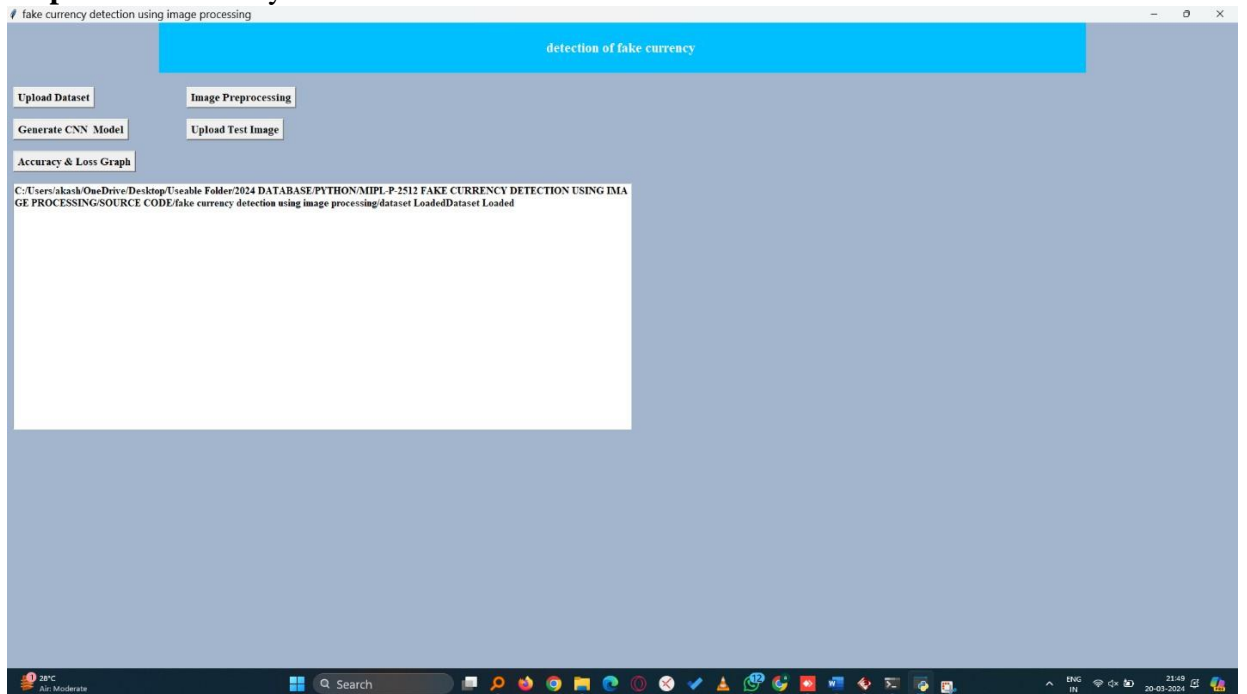 fake currency detection using image processing
detection of fake currency
Upload Dataset
Image Preprocessing
Generate CNN Model
Upload Test Image
Accuracy & Loss Graph
C:/Users/akash/OneDrive/Desktop/Useable Folder/2024 DATABASE/PYTHON/MIPL-P-2512 FAKE CURRENCY DETECTION USING IMA
GE PROCESSING/SOURCE CODE/fake currency detection using image processing/dataset LoadedDataset Loaded
28°C
Air: Moderate
Search
ENG
IN
21:49
20-03-2024